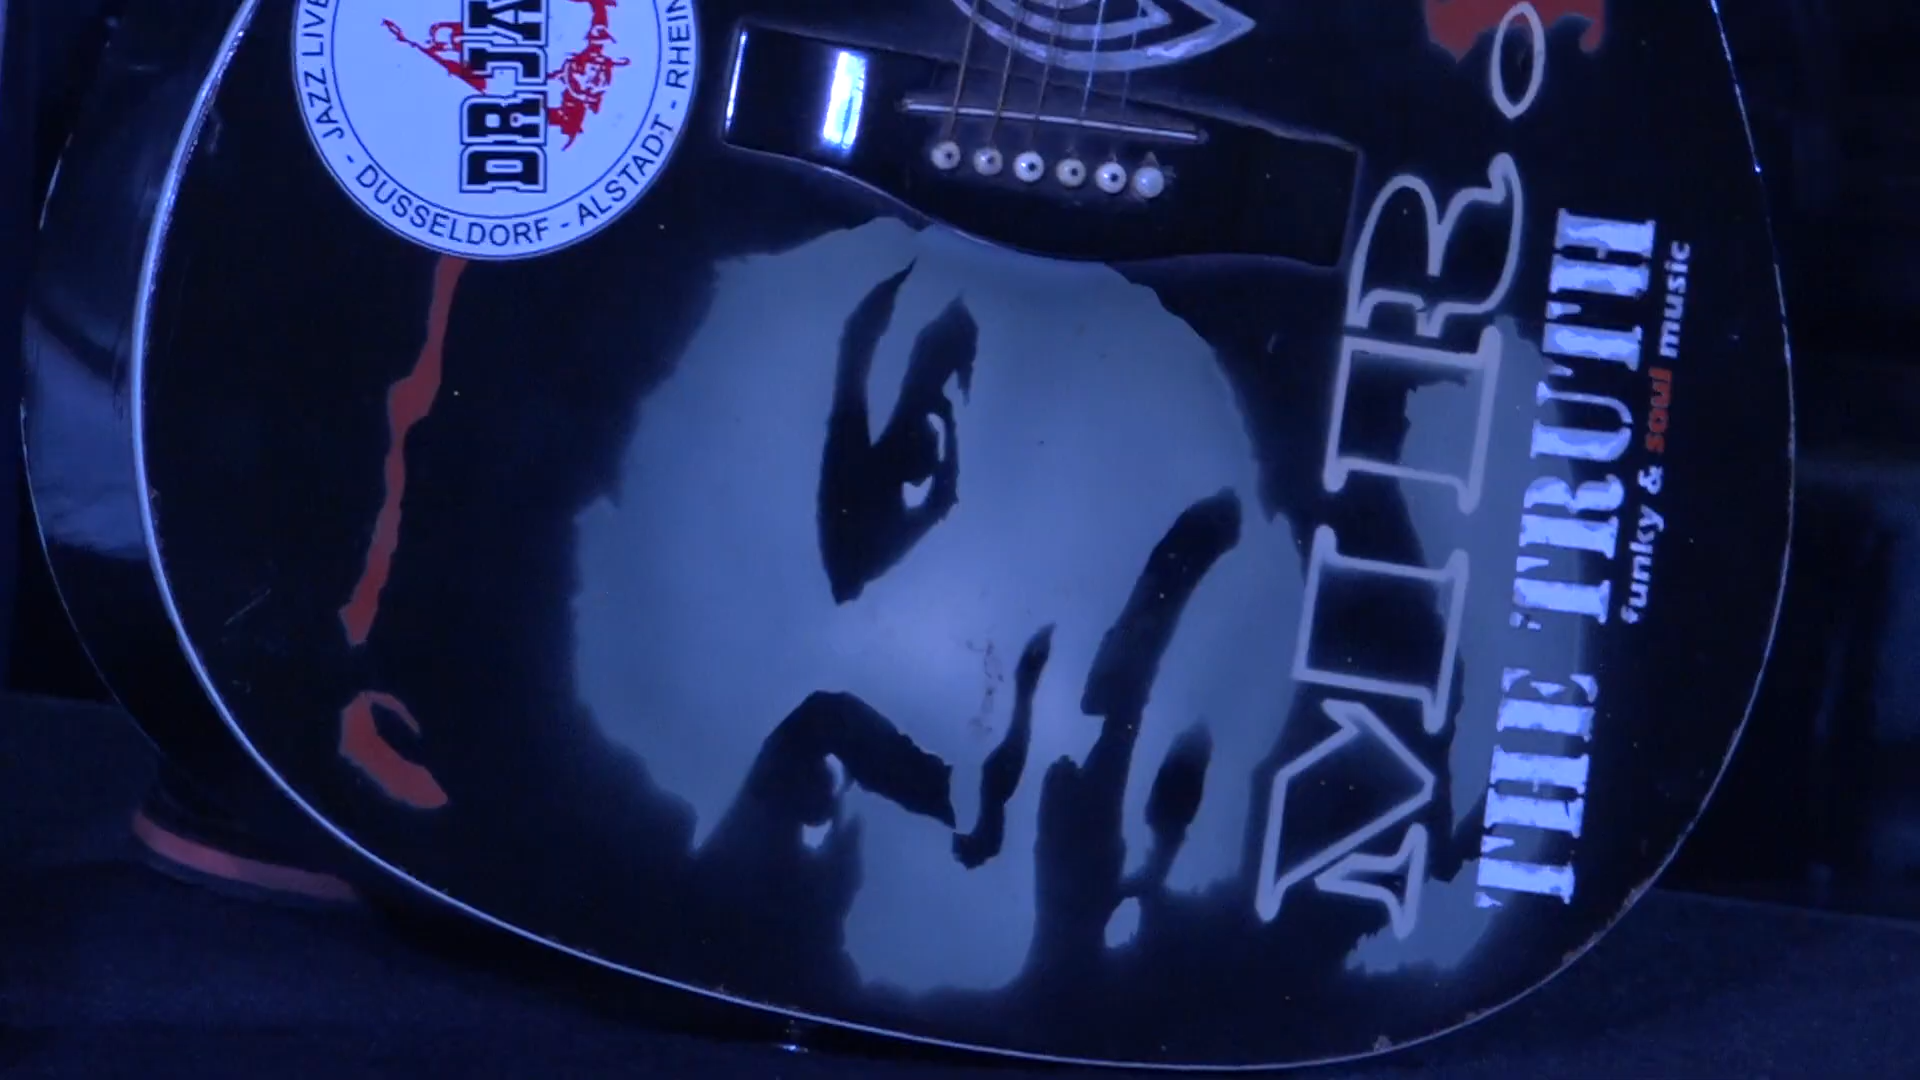 JAZZ LIVE - DUSSELDORF - ALSTADT - RHEIN
DR JA
MR.
THE TRUTH
funky & soul music